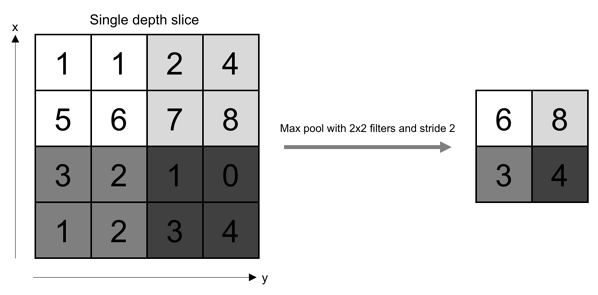 Single depth slice
x
1 1 2 4
5 6 7 8
3 2 1 0
1 2 3 4
y
Max pool with 2x2 filters and stride 2
6 8
3 4